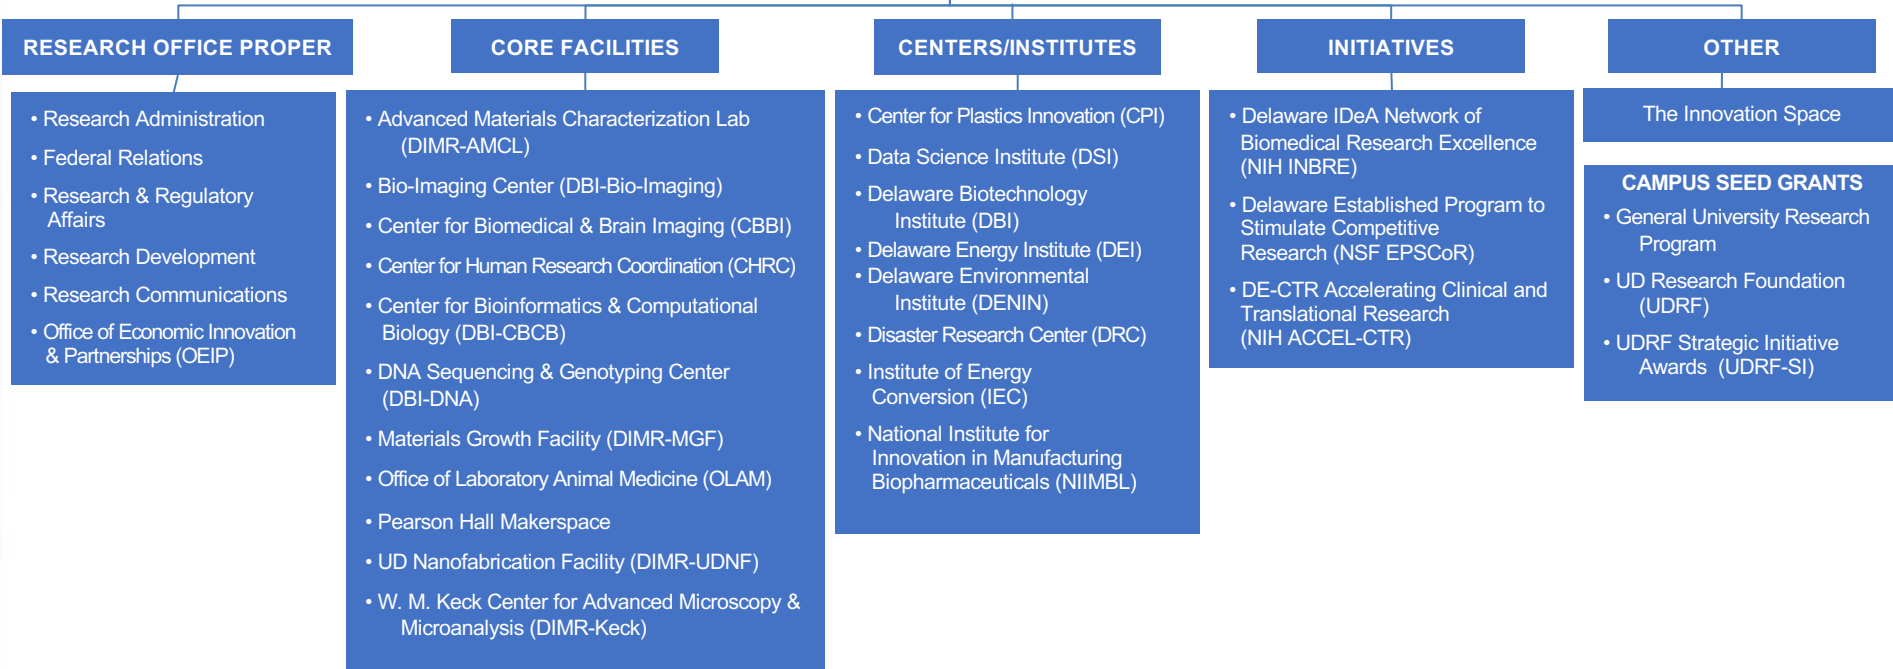 RESEARCH OFFICE PROPER
• Research Administration
• Federal Relations
• Research & Regulatory
Affairs
• Research Development
• Research Communications
• Office of Economic Innovation
& Partnerships (OEIP)
CORE FACILITIES
• Advanced Materials Characterization Lab
(DIMR-AMCL)
• Bio-Imaging Center (DBI-Bio-Imaging)
• Center for Biomedical & Brain Imaging (CBBI)
• Center for Human Research Coordination (CHRC)
• Center for Bioinformatics & Computational
Biology (DBI-CBCB)
• DNA Sequencing & Genotyping Center
(DBI-DNA)
• Materials Growth Facility (DIMR-MGF)
• Office of Laboratory Animal Medicine (OLAM)
• Pearson Hall Makerspace
• UD Nanofabrication Facility (DIMR-UDNF)
• W. M. Keck Center for Advanced Microscopy &
Microanalysis (DIMR-Keck)
CENTERS/INSTITUTES
• Center for Plastics Innovation (CPI)
• Data Science Institute (DSI)
• Delaware Biotechnology
Institute (DBI)
• Delaware Energy Institute (DEI)
• Delaware Environmental
Institute (DENIN)
• Disaster Research Center (DRC)
• Institute of Energy
Conversion (IEC)
• National Institute for
Innovation in Manufacturing
Biopharmaceuticals (NIIMBL)
INITIATIVES
• Delaware IDeA Network of
Biomedical Research Excellence
(NIH INBRE)
• Delaware Established Program to
Stimulate Competitive
Research (NSF EPSCoR)
• DE-CTR Accelerating Clinical and
Translational Research
(NIH ACCEL-CTR)
OTHER
The Innovation Space
CAMPUS SEED GRANTS
• General University Research
Program
• UD Research Foundation
(UDRF)
• UDRF Strategic Initiative
Awards (UDRF-SI)